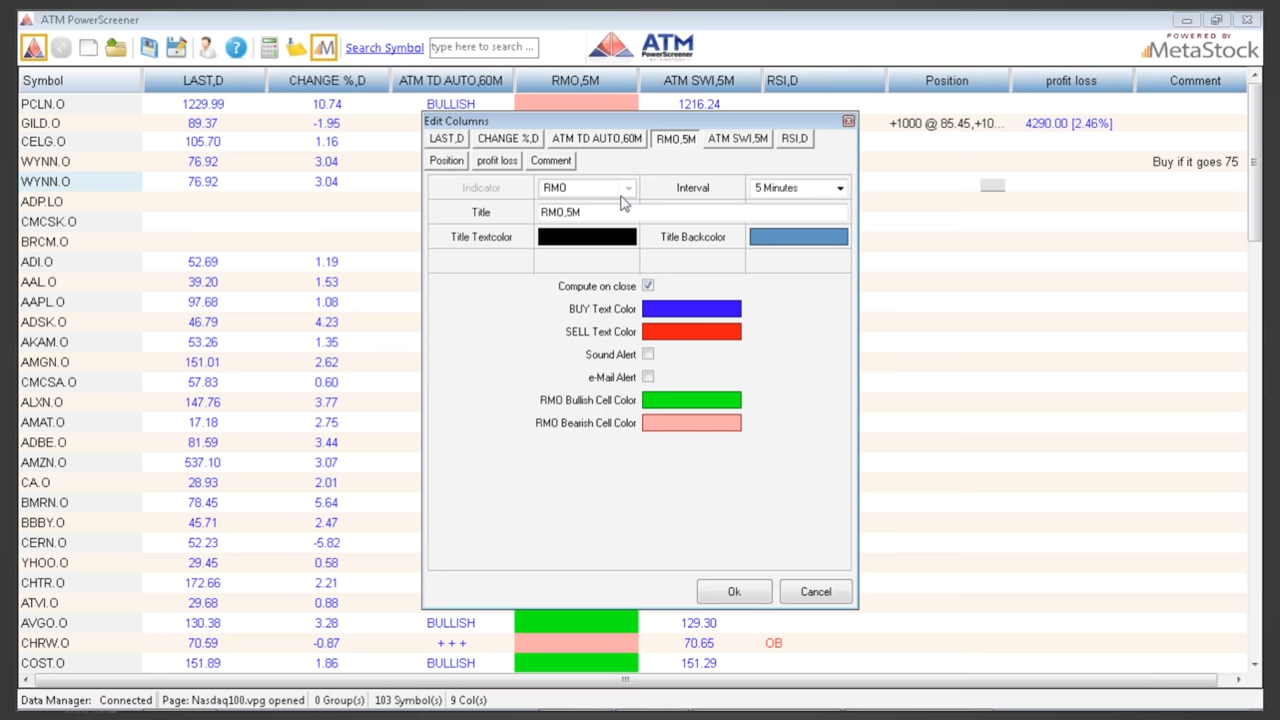 ATM PowerScreener
Search Symbol type here to search ... ATM PowerScreener POWERED BY MetaStock
Symbol LAST,D CHANGE %,D ATM TD AUTO,60M RMO,5M ATM SWI,5M RSI,D Position profit loss Comment
PCLN.O 1229.99 10.74 BULLISH 1216.24
GILD.O 89.37 -1.95 +1000 @ 85.45,+10... 4290.00 [2.46%]
CELG.O 105.70 1.16
WYNN.O 76.92 3.04 Buy if it goes 75
WYNN.O 76.92 3.04
ADP.LO
CMCSK.O
BRCM.O
ADI.O 52.69 1.19
AAL.O 39.20 1.53
AAPL.O 97.68 1.08
ADSK.O 46.79 4.23
AKAM.O 53.26 1.35
AMGN.O 151.01 2.62
CMCSA.O 57.83 0.60
ALXN.O 147.76 3.77
AMAT.O 17.18 2.75
ADBE.O 81.59 3.44
AMZN.O 537.10 3.07
CA.O 28.93 2.01
BMRN.O 78.45 5.64
BBBY.O 45.71 2.47
CERN.O 52.23 -5.82
YHOO.O 29.45 0.58
CHTR.O 172.66 2.21
ATVI.O 29.68 0.88
AVGO.O 130.38 3.28 BULLISH 129.30
CHRW.O 70.59 -0.87 + + + 70.65 OB
COST.O 151.89 1.86 BULLISH 151.29
Edit Columns
LAST,D CHANGE %,D ATM TD AUTO,60M RMO,5M ATM SWI,5M RSI,D
Position profit loss Comment
Indicator RMO Interval 5 Minutes
Title RMO,5M
Title Textcolor Title Backcolor
Compute on close
BUY Text Color
SELL Text Color
Sound Alert
e-Mail Alert
RMO Bullish Cell Color
RMO Bearish Cell Color
Ok Cancel
Data Manager: Connected Page: Nasdaq100.vpg opened 0 Group(s) 103 Symbol(s) 9 Col(s)